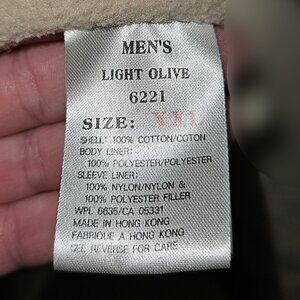 MEN'S
LIGHT OLIVE
6221
SIZE: XXL
SHELL: 100% COTTON/COTON
BODY LINER:
100% POLYESTER/POLYESTER
SLEEVE LINER:
100% NYLON/NYLON &
100% POLYESTER FILLER
WPL 6635/CA 05331
MADE IN HONG KONG
FABRIQUE A HONG KONG
SEE REVERSE FOR CARE